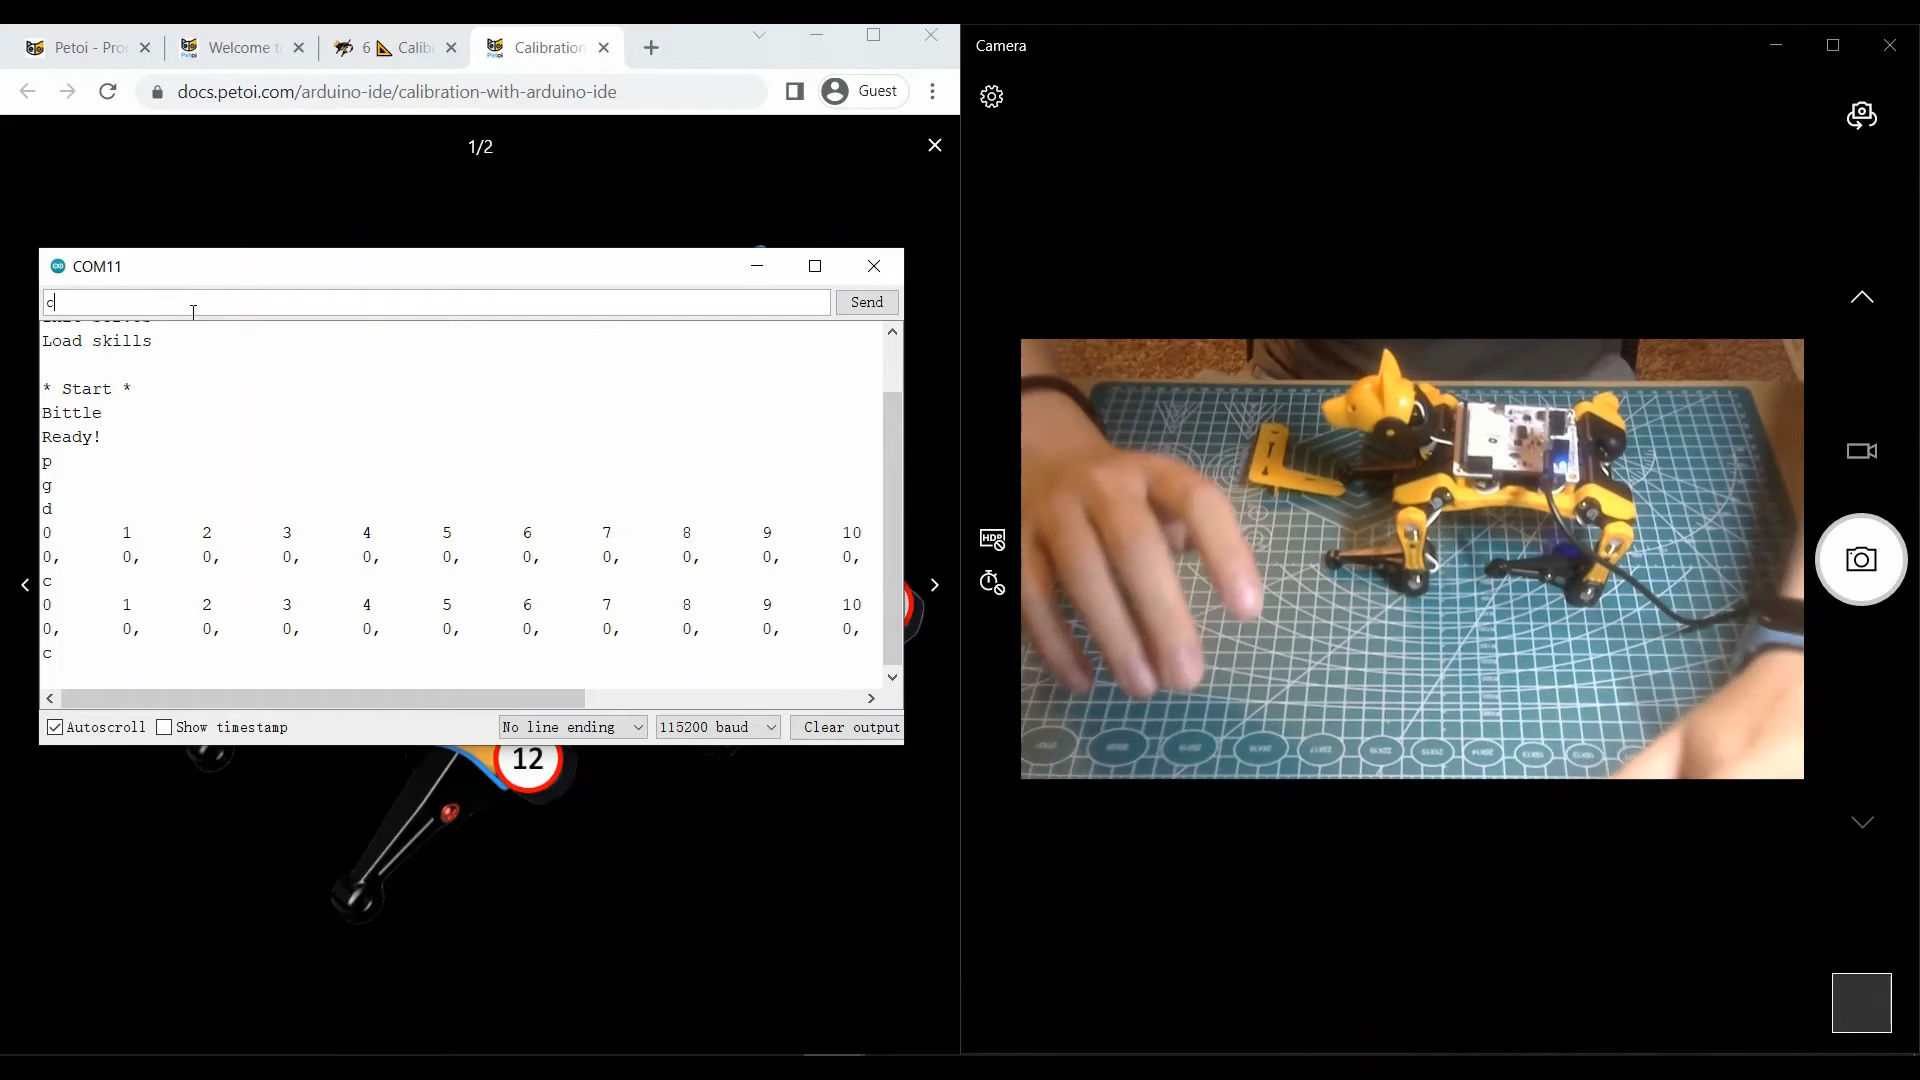 Petoi - Pro
Welcome t
6 Calib
Calibration
docs.petoi.com/arduino-ide/calibration-with-arduino-ide
Guest
1/2
COM11
c
Send
Load skills
* Start *
Bittle
Ready!
p
g
d
0 1 2 3 4 5 6 7 8 9 10
0, 0, 0, 0, 0, 0, 0, 0, 0, 0, 0,
c
0 1 2 3 4 5 6 7 8 9 10
0, 0, 0, 0, 0, 0, 0, 0, 0, 0, 0,
c
Autoscroll Show timestamp No line ending 115200 baud Clear output
12
Camera
HDR